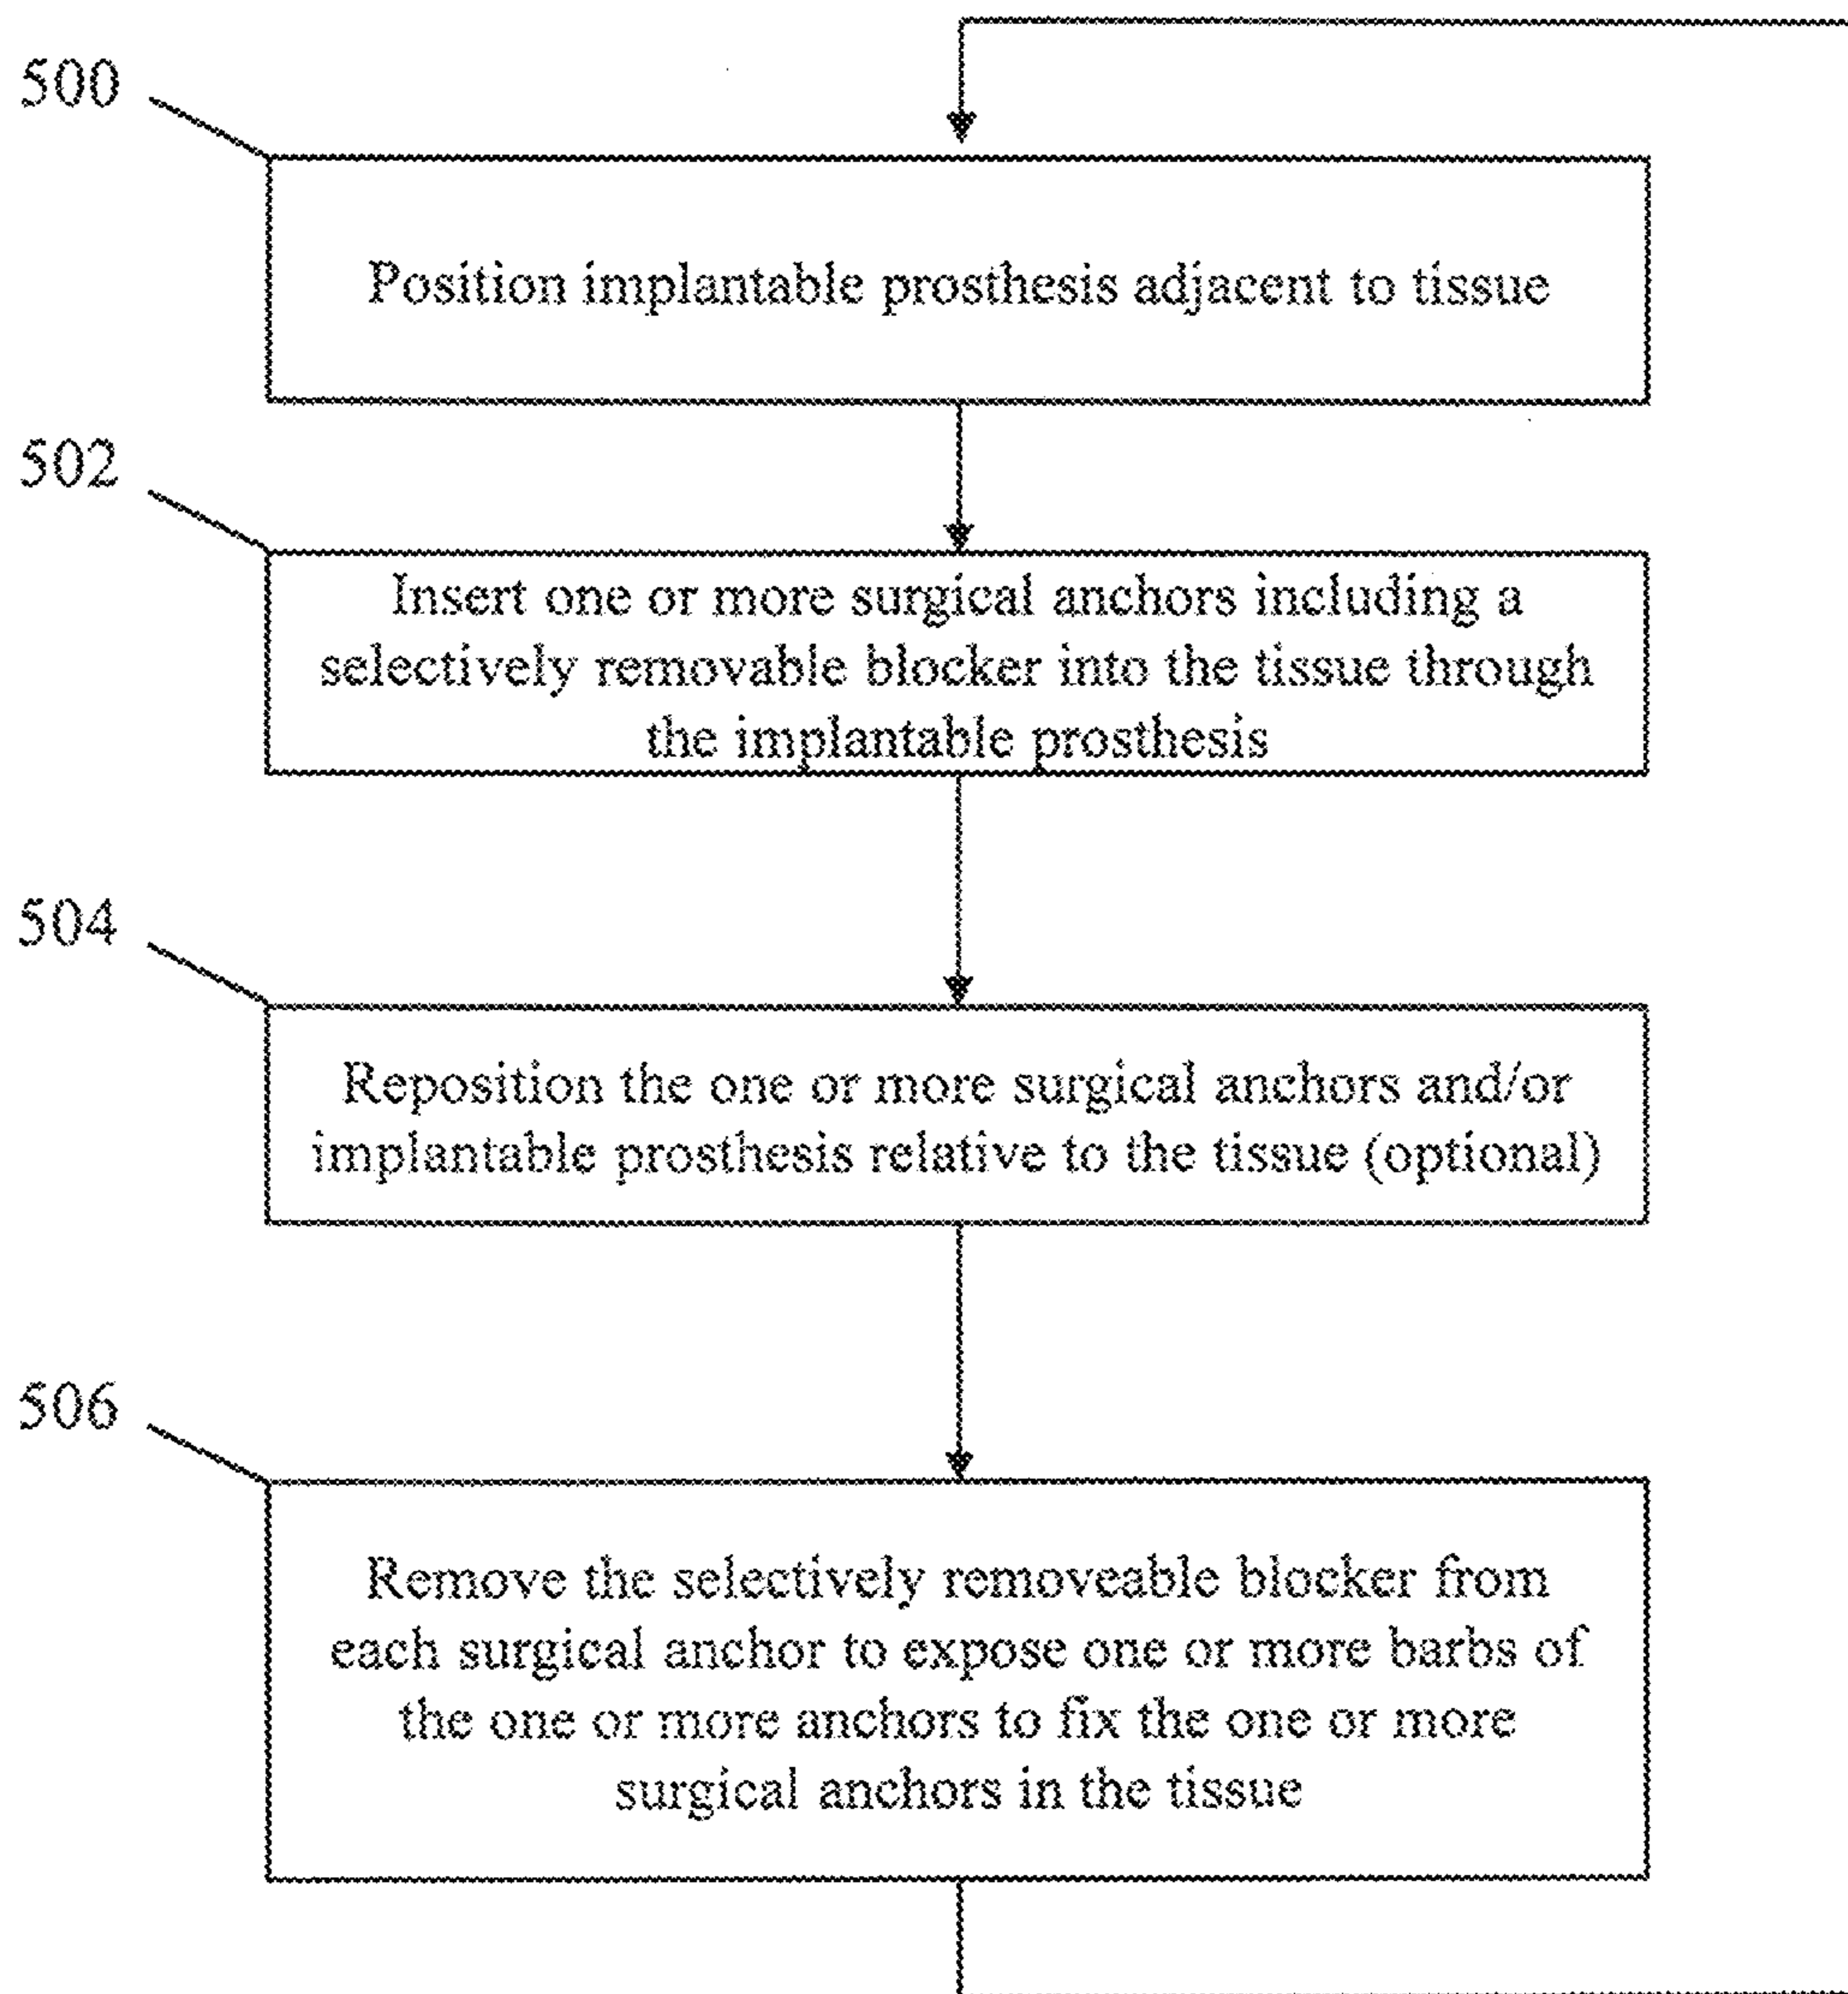 500
Position implantable prosthesis adjacent to tissue
502
Insert one or more surgical anchors including a
selectively removable blocker into the tissue through
the implantable prosthesis
504
Reposition the one or more surgical anchors and/or
implantable prosthesis relative to the tissue (optional)
506
Remove the selectively removeable blocker from
each surgical anchor to expose one or more barbs of
the one or more anchors to fix the one or more
surgical anchors in the tissue